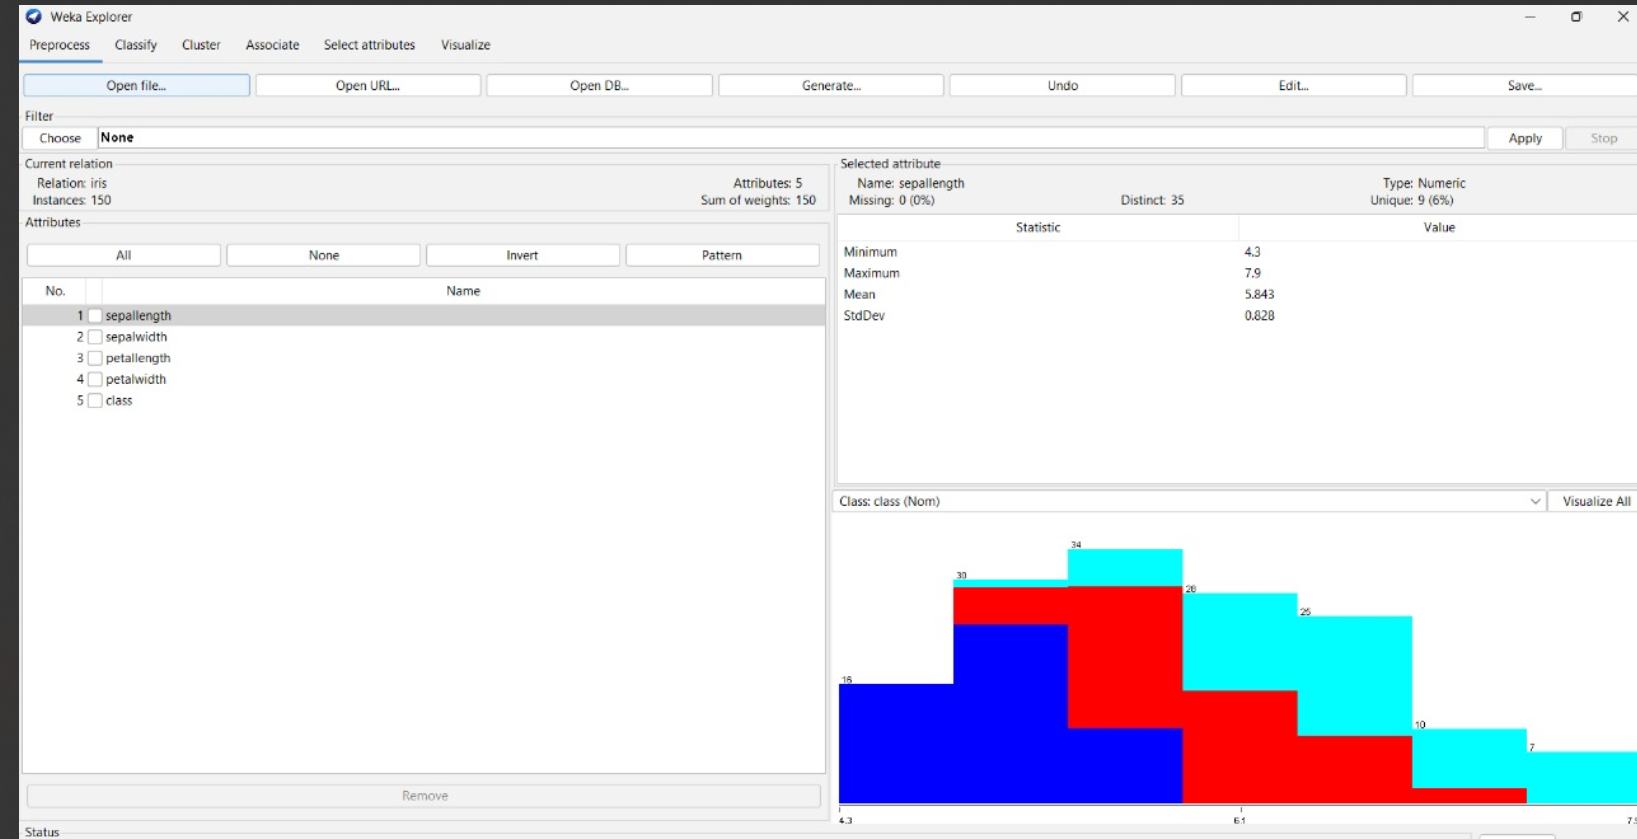 Weka Explorer
Preprocess Classify Cluster Associate Select attributes Visualize
Open file... Open URL... Open DB... Generate... Undo Edit... Save...
Filter
Choose None Apply Stop
Current relation
Relation: iris Attributes: 5
Instances: 150 Sum of weights: 150
Attributes
All None Invert Pattern
No. Name
1 sepallength
2 sepalwidth
3 petallength
4 petalwidth
5 class
Remove
Status
Selected attribute
Name: sepallength Type: Numeric
Missing: 0 (0%) Distinct: 35 Unique: 9 (6%)
Statistic Value
Minimum 4.3
Maximum 7.9
Mean 5.843
StdDev 0.828
Class: class (Nom) Visualize All
34
30
28
25
16
10
7
4.3 6.1